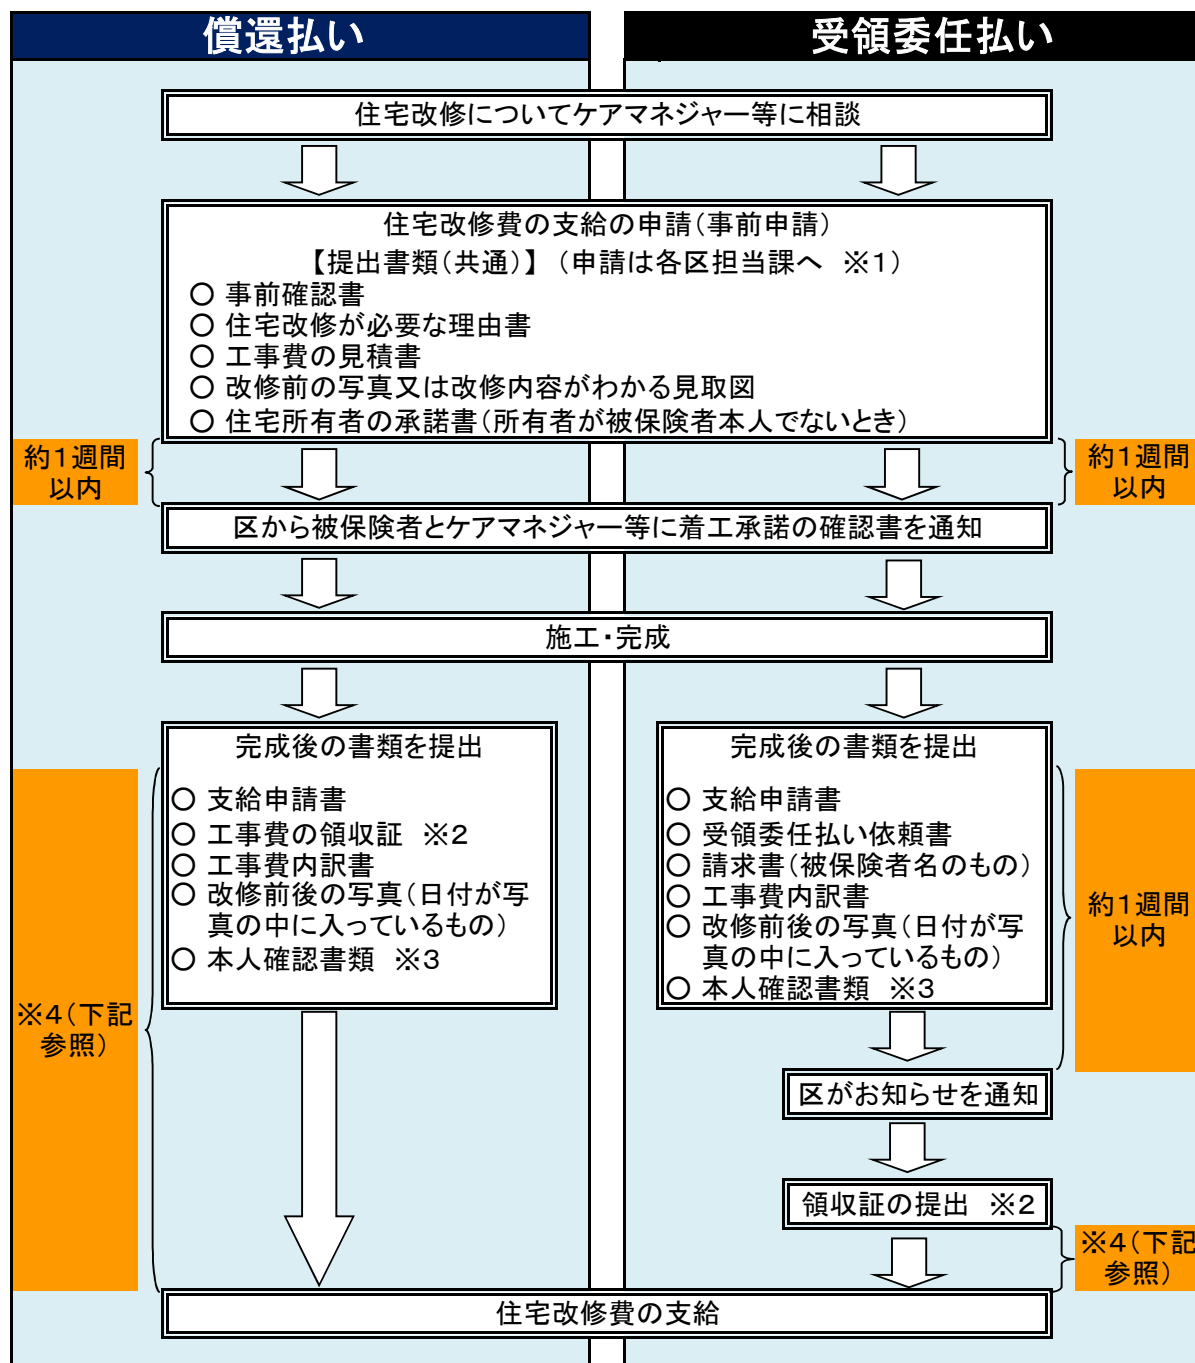 償還払い
受領委任払い
住宅改修についてケアマネジャー等に相談
住宅改修費の支給の申請(事前申請)
【提出書類(共通)】(申請は各区担当課へ ※1)
○ 事前確認書
○ 住宅改修が必要な理由書
○ 工事費の見積書
○ 改修前の写真又は改修内容がわかる見取図
○ 住宅所有者の承諾書(所有者が被保険者本人でないとき)
約1週間
以内
約1週間
以内
区から被保険者とケアマネジャー等に着工承諾の確認書を通知
施工・完成
完成後の書類を提出
○ 支給申請書
○ 工事費の領収証 ※2
○ 工事費内訳書
○ 改修前後の写真(日付が写
真の中に入っているもの)
○ 本人確認書類 ※3
※4(下記
参照)
完成後の書類を提出
○ 支給申請書
○ 受領委任払い依頼書
○ 請求書(被保険者名のもの)
○ 工事費内訳書
○ 改修前後の写真(日付が写
真の中に入っているもの)
○ 本人確認書類 ※3
約1週間
以内
区がお知らせを通知
領収証の提出 ※2
※4(下記
参照)
住宅改修費の支給